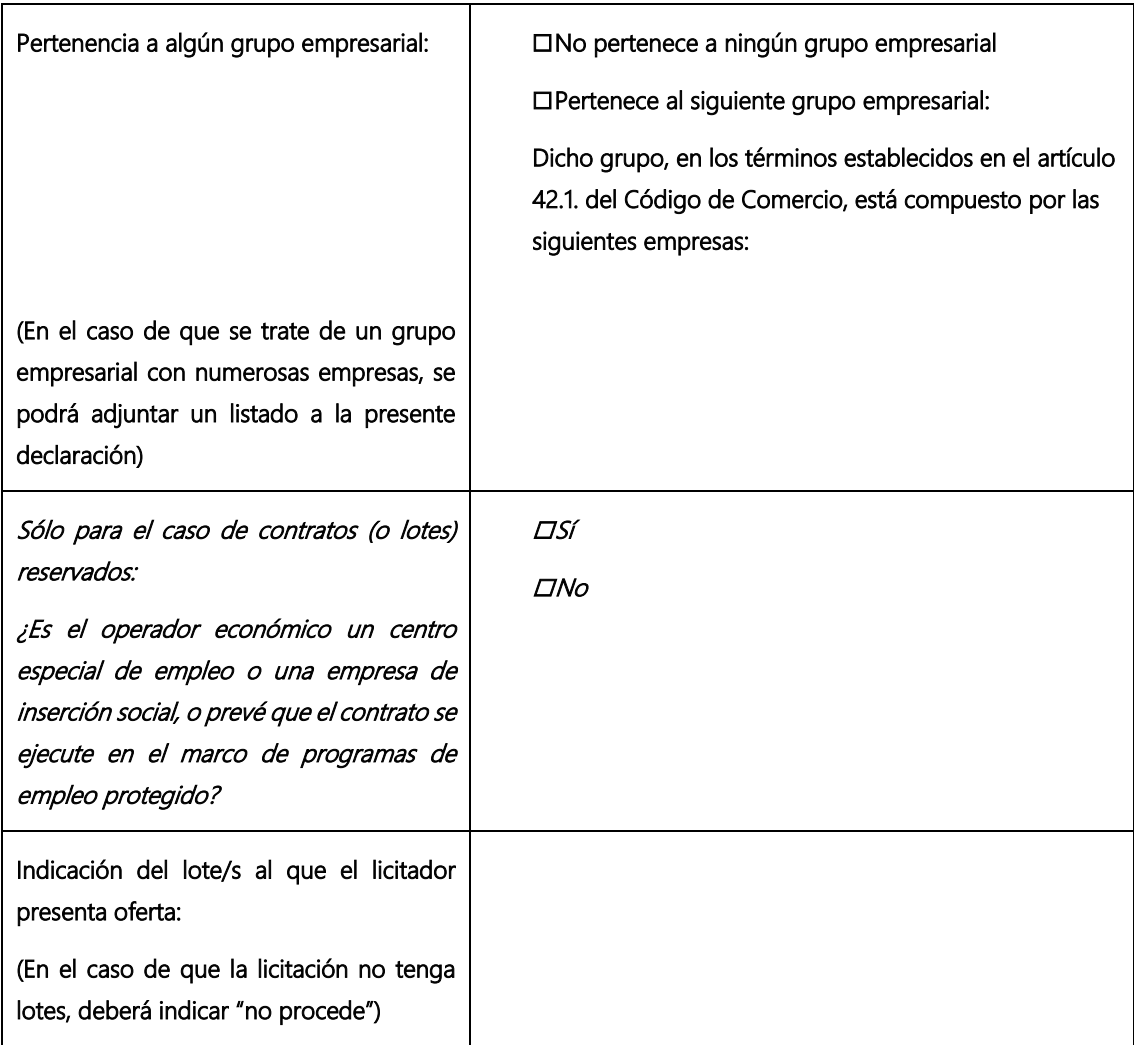 Pertenencia a algún grupo empresarial:
(En el caso de que se trate de un grupo
empresarial con numerosas empresas, se
podrá adjuntar un listado a la presente
declaración)
☐No pertenece a ningún grupo empresarial
☐Pertenece al siguiente grupo empresarial:
Dicho grupo, en los términos establecidos en el artículo
42.1. del Código de Comercio, está compuesto por las
siguientes empresas:
Sólo para el caso de contratos (o lotes)
reservados:
¿Es el operador económico un centro
especial de empleo o una empresa de
inserción social, o prevé que el contrato se
ejecute en el marco de programas de
empleo protegido?
☐Sí
☐No
Indicación del lote/s al que el licitador
presenta oferta:
(En el caso de que la licitación no tenga
lotes, deberá indicar “no procede”)